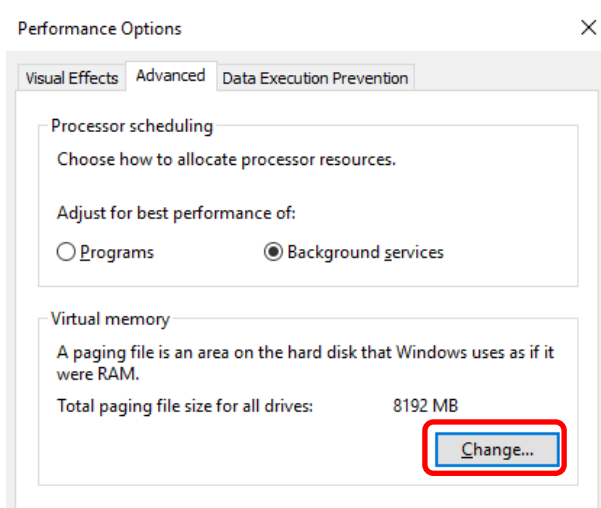 Performance Options
Visual Effects Advanced Data Execution Prevention
Processor scheduling
Choose how to allocate processor resources.
Adjust for best performance of:
Programs Background services
Virtual memory
A paging file is an area on the hard disk that Windows uses as if it
were RAM.
Total paging file size for all drives: 8192 MB
Change...